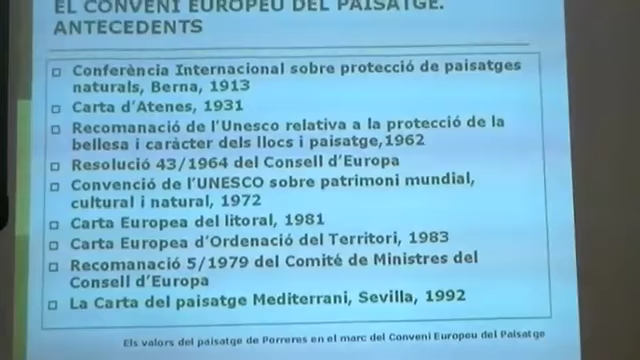 EL CONVENI EUROPEU DEL PAISATGE.
ANTECEDENTS
Conferència Internacional sobre protecció de paisatges
naturals, Berna, 1913
Carta d'Atenes, 1931
Recomanació de l'Unesco relativa a la protecció de la
bellesa i caràcter dels llocs i paisatge,1962
Resolució 43/1964 del Consell d'Europa
Convenció de l'UNESCO sobre patrimoni mundial,
cultural i natural, 1972
Carta Europea del litoral, 1981
Carta Europea d'Ordenació del Territori, 1983
Recomanació 5/1979 del Comité de Ministres del
Consell d'Europa
La Carta del paisatge Mediterrani, Sevilla, 1992
Els valors del paisatge de Porreres en el marc del Conveni Europeu del Paisatge